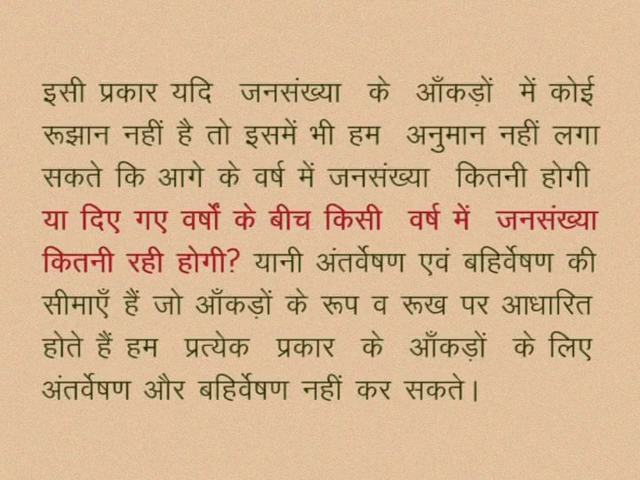 इसी प्रकार यदि जनसंख्या के आँकड़ों में कोई
रूझान नहीं है तो इसमें भी हम अनुमान नहीं लगा
सकते कि आगे के वर्ष में जनसंख्या कितनी होगी
या दिए गए वर्षों के बीच किसी वर्ष में जनसंख्या
कितनी रही होगी? यानी अंतर्वेषण एवं बहिर्वेषण की
सीमाएँ हैं जो आँकड़ों के रूप व रूख पर आधारित
होते हैं हम प्रत्येक प्रकार के आँकड़ों के लिए
अंतर्वेषण और बहिर्वेषण नहीं कर सकते।